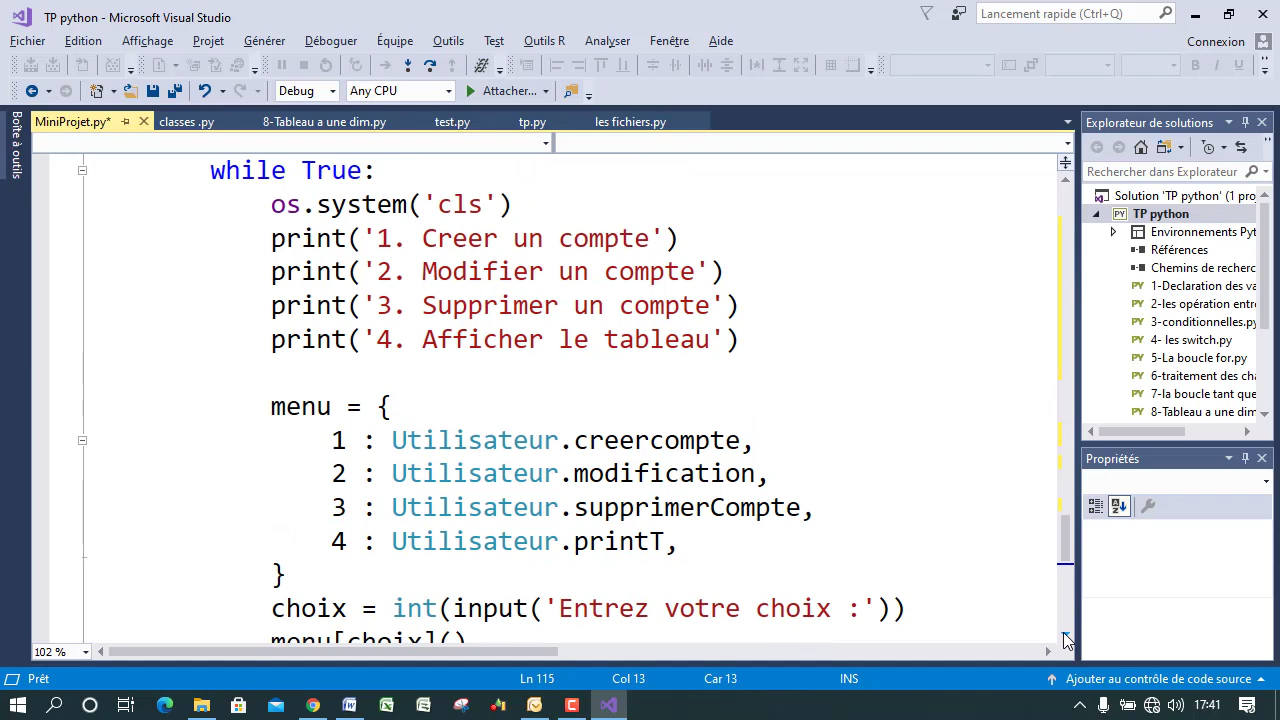 TP python - Microsoft Visual Studio
Lancement rapide (Ctrl+Q)
Fichier Edition Affichage Projet Générer Déboguer Équipe Outils Test Outils R Analyser Fenêtre Aide
Connexion
Debug Any CPU Attacher...
MiniProjet.py* classes .py 8-Tableau a une dim.py test.py tp.py les fichiers.py
Boîte à outils
while True:
os.system('cls')
print('1. Creer un compte')
print('2. Modifier un compte')
print('3. Supprimer un compte')
print('4. Afficher le tableau')
menu = {
1 : Utilisateur.creercompte,
2 : Utilisateur.modification,
3 : Utilisateur.supprimerCompte,
4 : Utilisateur.printT,
}
choix = int(input('Entrez votre choix :'))
menu[choix]()
102 %
Explorateur de solutions
Rechercher dans Explorateur
Solution 'TP python' (1 pro
TP python
Environnements Pyt
Références
Chemins de recherc
1-Declaration des va
2-les opération entre
3-conditionnelles.py
4- les switch.py
5-La boucle for.py
6-traitement des cha
7-la boucle tant que
8-Tableau a une dim
Propriétés
Prêt Ln 115 Col 13 Car 13 INS Ajouter au contrôle de code source
17:41